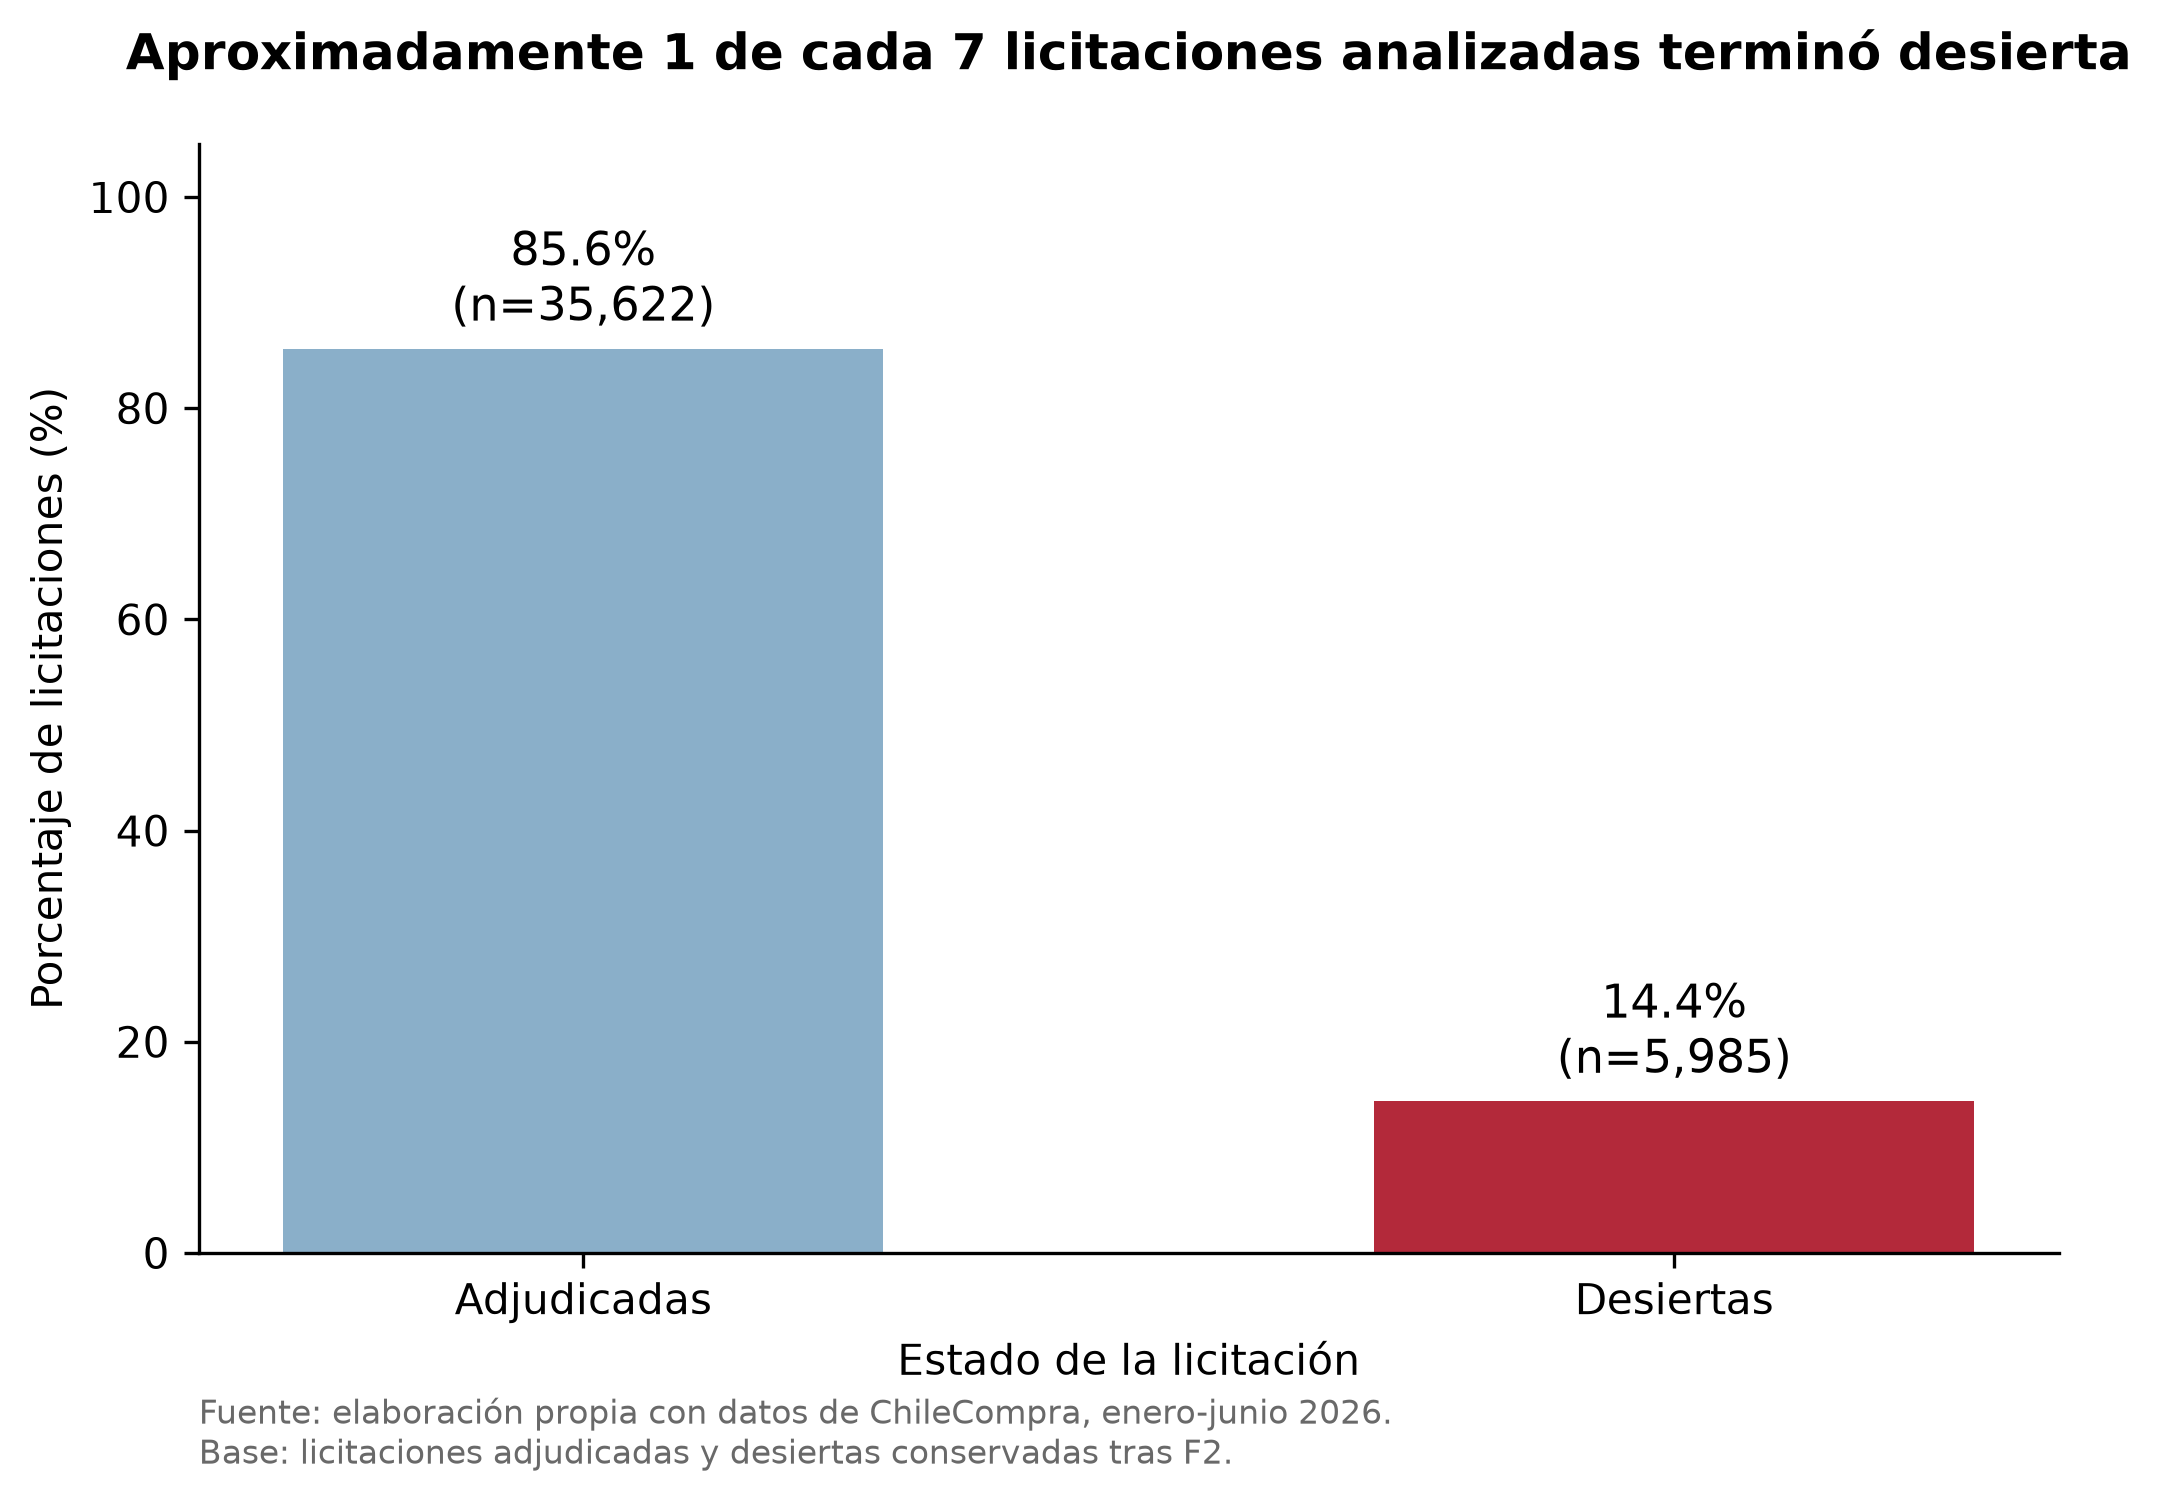 Aproximadamente 1 de cada 7 licitaciones analizadas terminó desierta
Porcentaje de licitaciones (%)
100
80
60
40
20
0
85.6%
(n=35,622)
14.4%
(n=5,985)
Adjudicadas
Desiertas
Estado de la licitación
Fuente: elaboración propia con datos de ChileCompra, enero-junio 2026.
Base: licitaciones adjudicadas y desiertas conservadas tras F2.